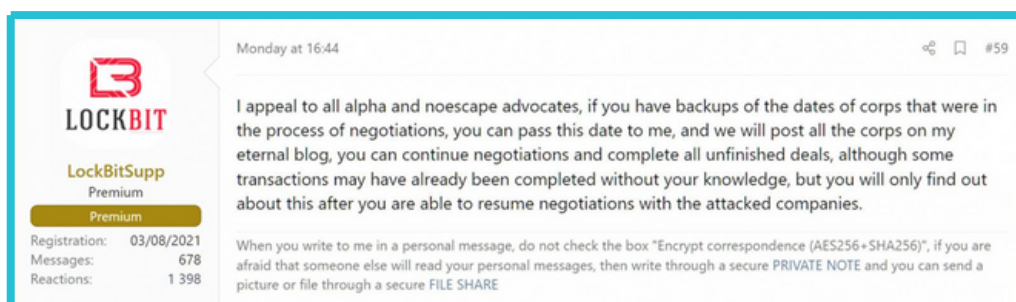 LOCKBIT
LockBitSupp
Premium
Premium
Registration: 03/08/2021
Messages: 678
Reactions: 1 398
Monday at 16:44
#59
I appeal to all alpha and noescape advocates, if you have backups of the dates of corps that were in
the process of negotiations, you can pass this date to me, and we will post all the corps on my
eternal blog, you can continue negotiations and complete all unfinished deals, although some
transactions may have already been completed without your knowledge, but you will only find out
about this after you are able to resume negotiations with the attacked companies.
When you write to me in a personal message, do not check the box "Encrypt correspondence (AES256+SHA256)", if you are
afraid that someone else will read your personal messages, then write through a secure PRIVATE NOTE and you can send a
picture or file through a secure FILE SHARE